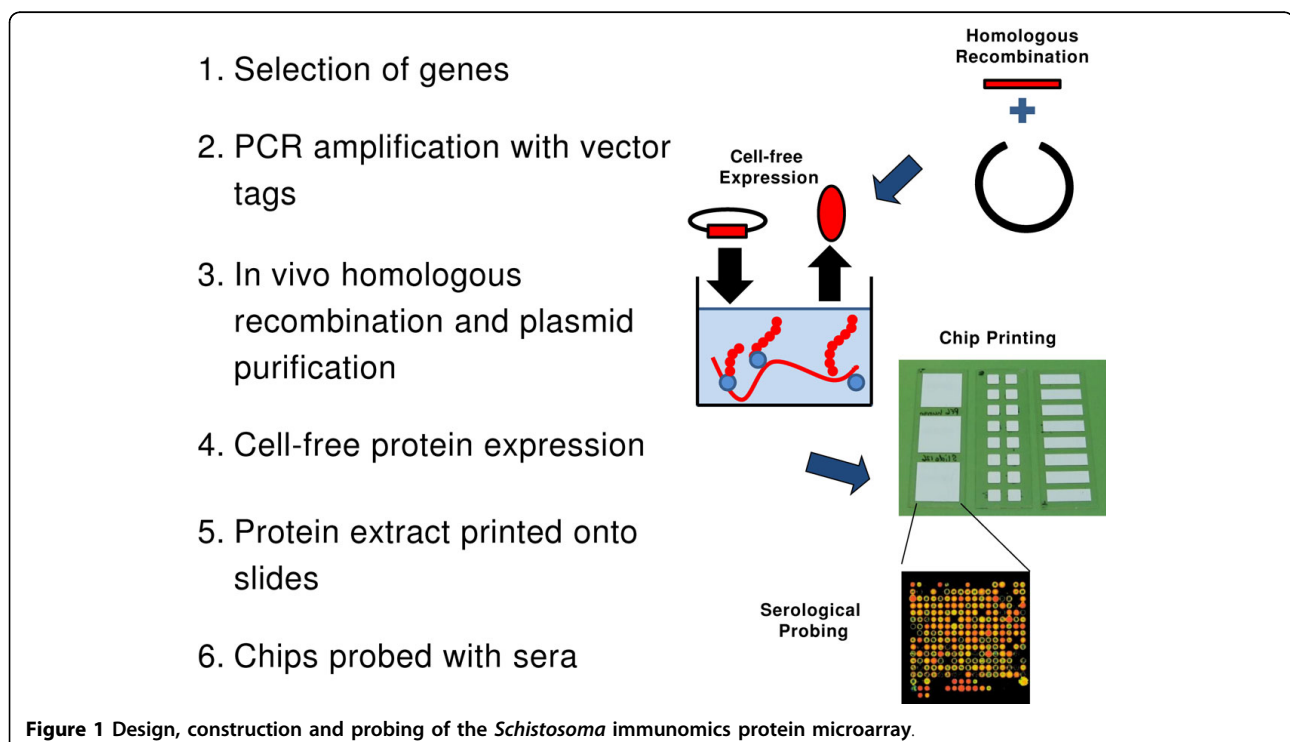 1. Selection of genes
2. PCR amplification with vector
tags
3. In vivo homologous
recombination and plasmid
purification
4. Cell-free protein expression
5. Protein extract printed onto
slides
6. Chips probed with sera
Homologous
Recombination
Cell-free
Expression
Chip Printing
Serological
Probing
Figure 1 Design, construction and probing of the Schistosoma immunomics protein microarray.